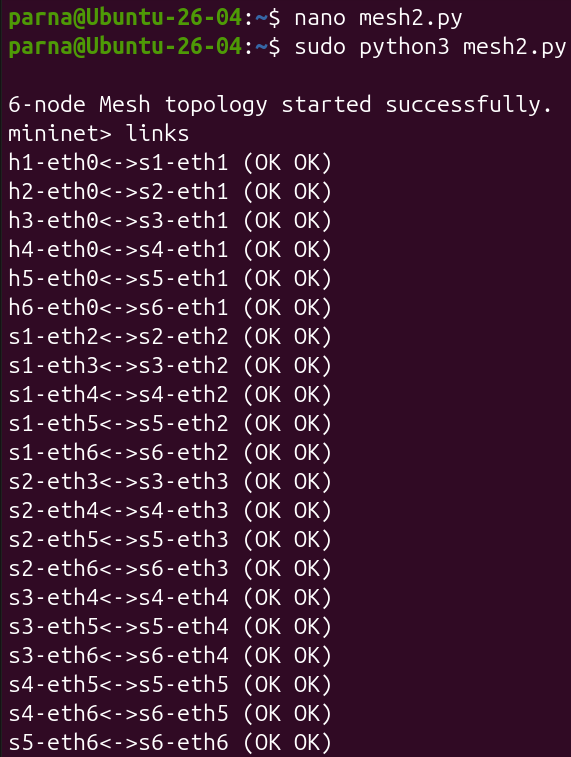 parna@Ubuntu-26-04:~$ nano mesh2.py
parna@Ubuntu-26-04:~$ sudo python3 mesh2.py
6-node Mesh topology started successfully.
mininet> links
h1-eth0<->s1-eth1 (OK OK)
h2-eth0<->s2-eth1 (OK OK)
h3-eth0<->s3-eth1 (OK OK)
h4-eth0<->s4-eth1 (OK OK)
h5-eth0<->s5-eth1 (OK OK)
h6-eth0<->s6-eth1 (OK OK)
s1-eth2<->s2-eth2 (OK OK)
s1-eth3<->s3-eth2 (OK OK)
s1-eth4<->s4-eth2 (OK OK)
s1-eth5<->s5-eth2 (OK OK)
s1-eth6<->s6-eth2 (OK OK)
s2-eth3<->s3-eth3 (OK OK)
s2-eth4<->s4-eth3 (OK OK)
s2-eth5<->s5-eth3 (OK OK)
s2-eth6<->s6-eth3 (OK OK)
s3-eth4<->s4-eth4 (OK OK)
s3-eth5<->s5-eth4 (OK OK)
s3-eth6<->s6-eth4 (OK OK)
s4-eth5<->s5-eth5 (OK OK)
s4-eth6<->s6-eth5 (OK OK)
s5-eth6<->s6-eth6 (OK OK)